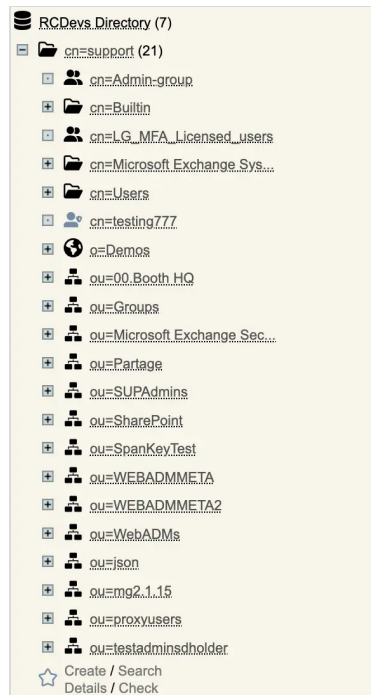 RCDevs Directory (7)
cn=support (21)
cn=Admin-group
cn=Builtin
cn=LG_MFA_Licensed_users
cn=Microsoft Exchange Sys...
cn=Users
cn=testing777
o=Demos
ou=00.Booth HQ
ou=Groups
ou=Microsoft Exchange Sec...
ou=Partage
ou=SUPAdmins
ou=SharePoint
ou=SpanKeyTest
ou=WEBADMMETA
ou=WEBADMMETA2
ou=WebADMs
ou=json
ou=mg2.1.15
ou=proxyusers
ou=testadminsdholder
Create / Search
Details / Check